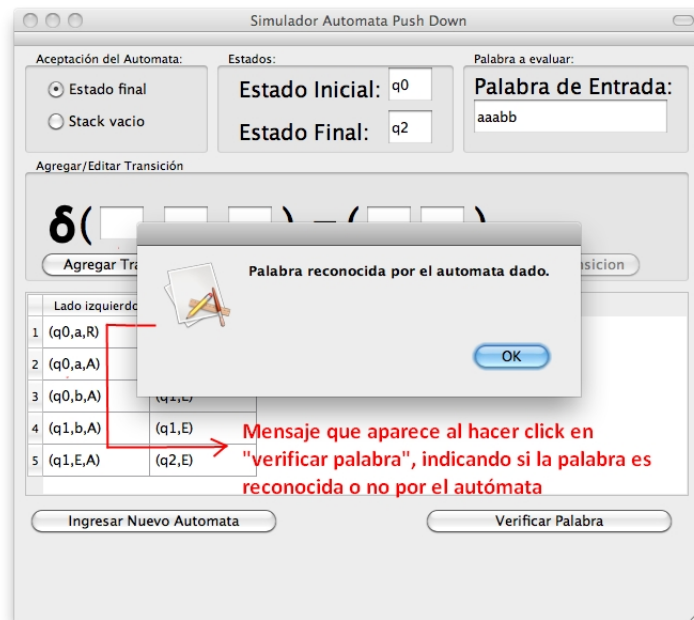 Simulador Automata Push Down
Aceptación del Automata:
Estado final
Stack vacio
Estados:
Estado Inicial: q0
Estado Final: q2
Palabra a evaluar:
Palabra de Entrada:
aaabb
Agregar/Editar Transición
δ( ) = ( )
Agregar
Palabra reconocida por el automata dado.
OK
Lado izquierdo
1 (q0,a,R)
2 (q0,a,A)
3 (q0,b,A) (q1,E)
4 (q1,b,A) (q1,E)
5 (q1,E,A) (q2,E)
Mensaje que aparece al hacer click en
"verificar palabra", indicando si la palabra es
reconocida o no por el autómata
Ingresar Nuevo Automata
Verificar Palabra